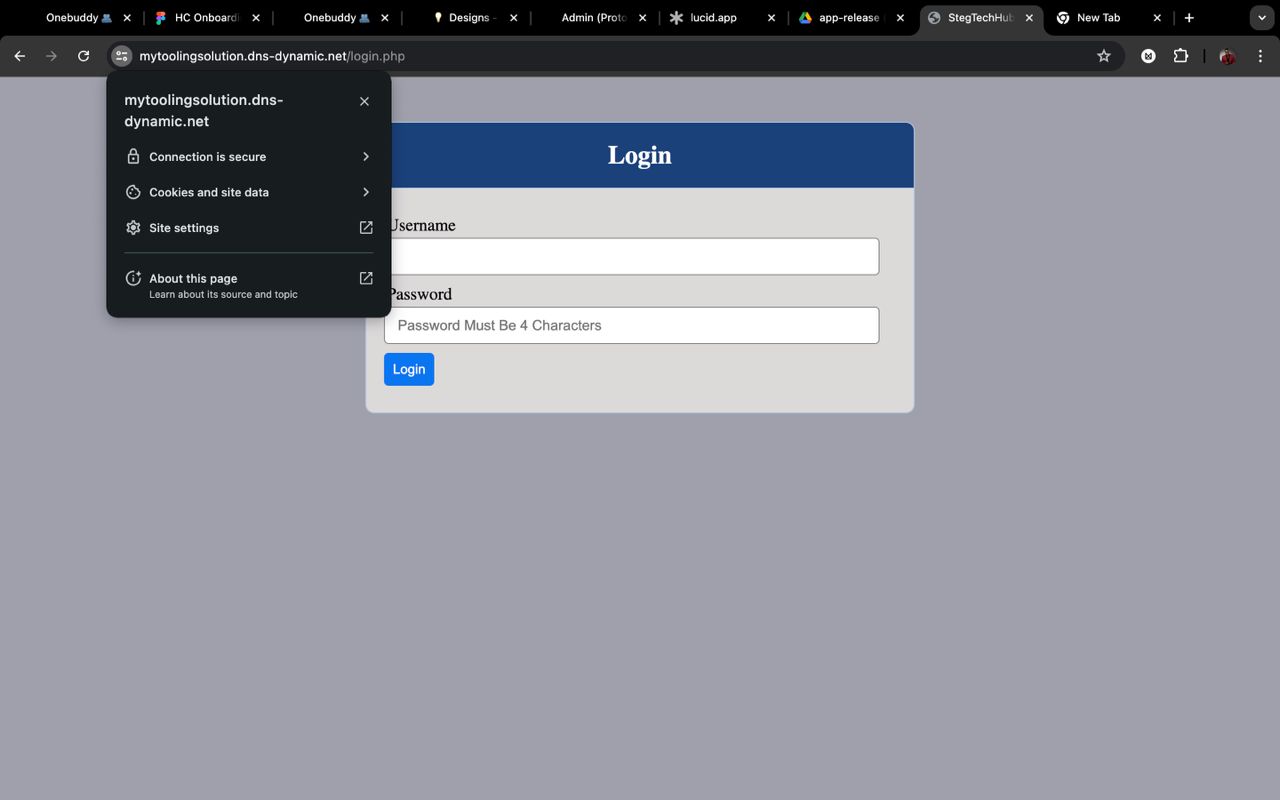 Onebuddy
HC Onboardi
Onebuddy
Designs -
Admin (Proto
lucid.app
app-release
StegTechHub
New Tab
mytoolingsolution.dns-dynamic.net/login.php
mytoolingsolution.dns-
dynamic.net
Connection is secure
Cookies and site data
Site settings
About this page
Learn about its source and topic
Login
Username
Password
Password Must Be 4 Characters
Login